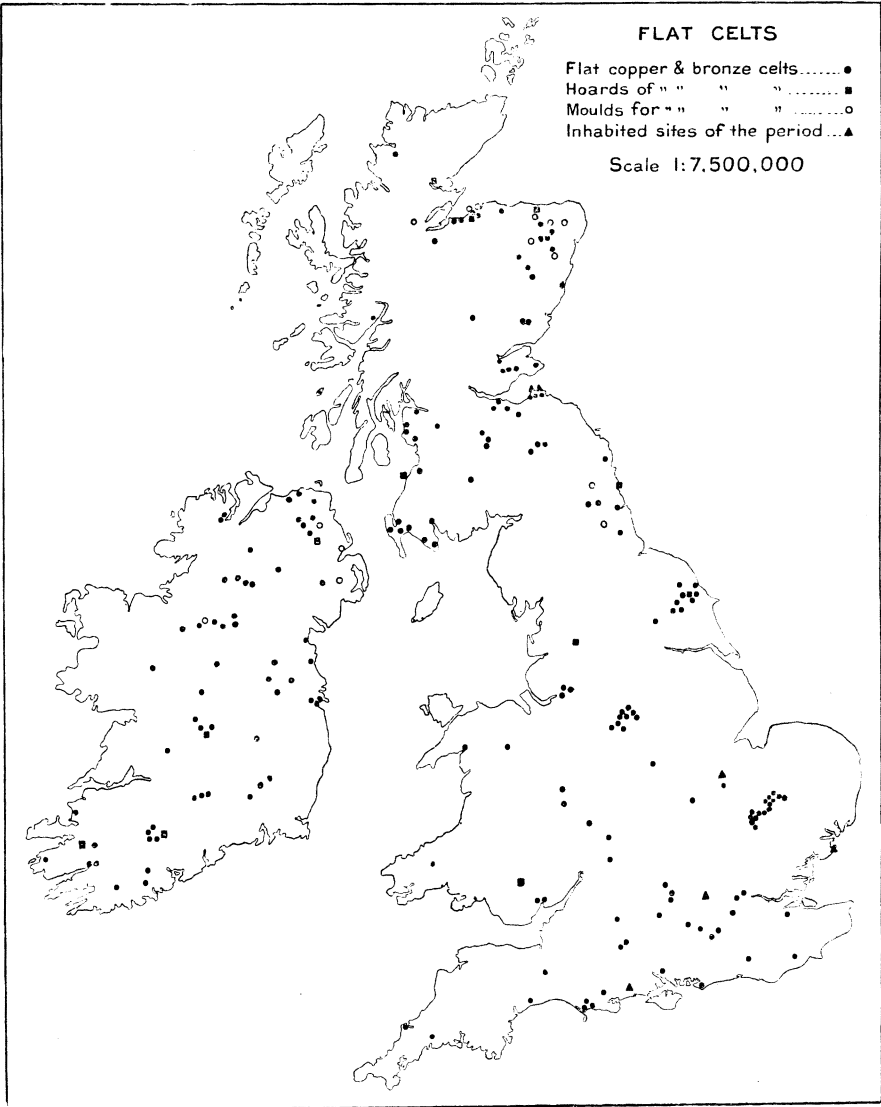 FLAT CELTS
Flat copper & bronze celts....... ●
Hoards of " " " " ........ ■
Moulds for " " " " ........ ○
Inhabited sites of the period ... ▲
Scale 1:7,500,000